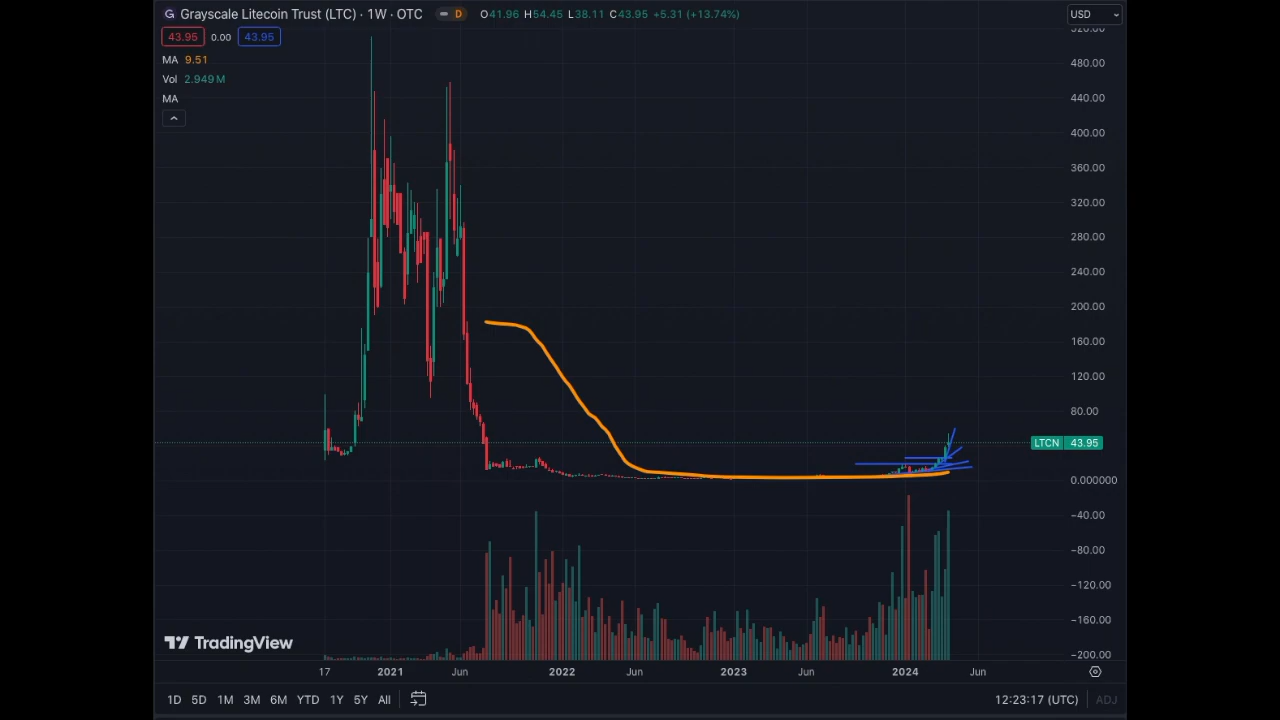 Grayscale Litecoin Trust (LTC) · 1W · OTC D O41.96 H54.45 L38.11 C43.95 +5.31 (+13.74%) USD
43.95 0.00 43.95
MA 9.51
Vol 2.949M
MA
520.00
480.00
440.00
400.00
360.00
320.00
280.00
240.00
200.00
160.00
120.00
80.00
LTCN 43.95
0.000000
−40.00
−80.00
−120.00
−160.00
−200.00
TradingView
17 2021 Jun 2022 Jun 2023 Jun 2024 Jun
1D 5D 1M 3M 6M YTD 1Y 5Y All 12:23:17 (UTC) ADJ